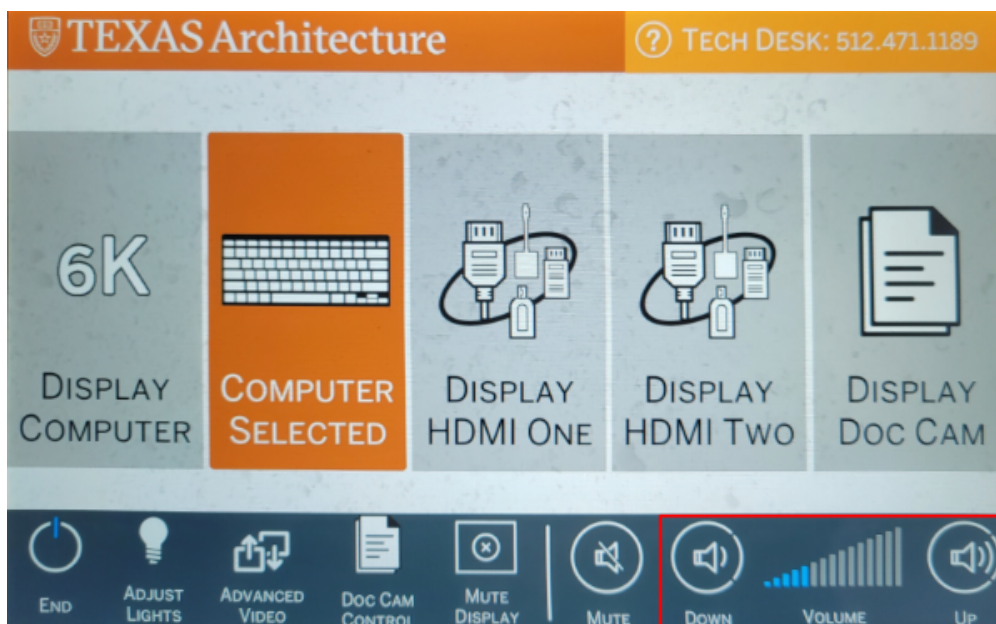 TEXAS Architecture
? TECH DESK: 512.471.1189
6K
DISPLAY
COMPUTER
COMPUTER
SELECTED
DISPLAY
HDMI ONE
DISPLAY
HDMI TWO
DISPLAY
DOC CAM
END
ADJUST
LIGHTS
ADVANCED
VIDEO
DOC CAM
CONTROL
MUTE
DISPLAY
MUTE
DOWN
VOLUME
UP